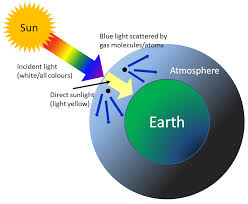 Sun
Blue light scattered by
gas molecules/atoms
Atmosphere
Incident light
(white/all colours)
Direct sunlight
(light yellow)
Earth